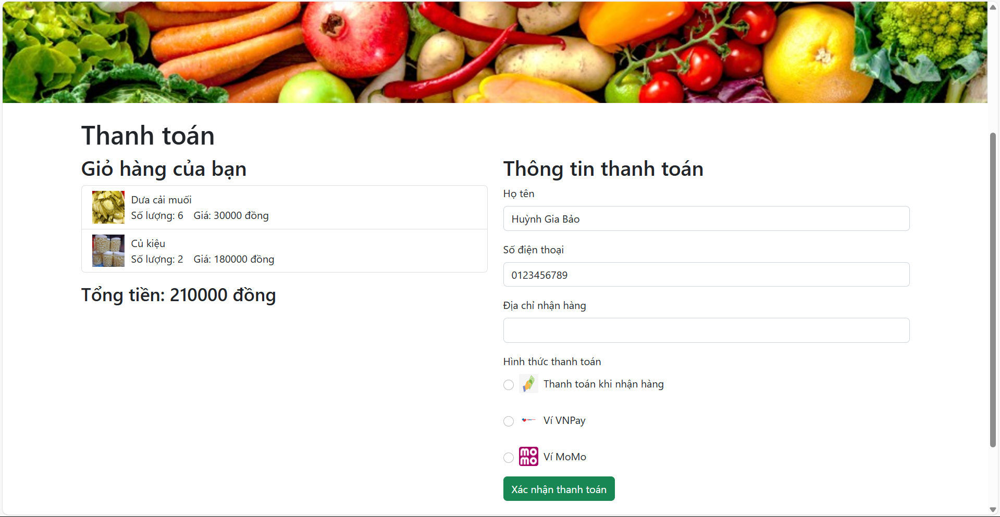 Thanh toán
Giỏ hàng của bạn
Dưa cải muối
Số lượng: 6 Giá: 30000 đồng
Củ kiệu
Số lượng: 2 Giá: 180000 đồng
Tổng tiền: 210000 đồng
Thông tin thanh toán
Họ tên
Huỳnh Gia Bảo
Số điện thoại
0123456789
Địa chỉ nhận hàng
Hình thức thanh toán
Thanh toán khi nhận hàng
Ví VNPay
mo
mo
Ví MoMo
Xác nhận thanh toán